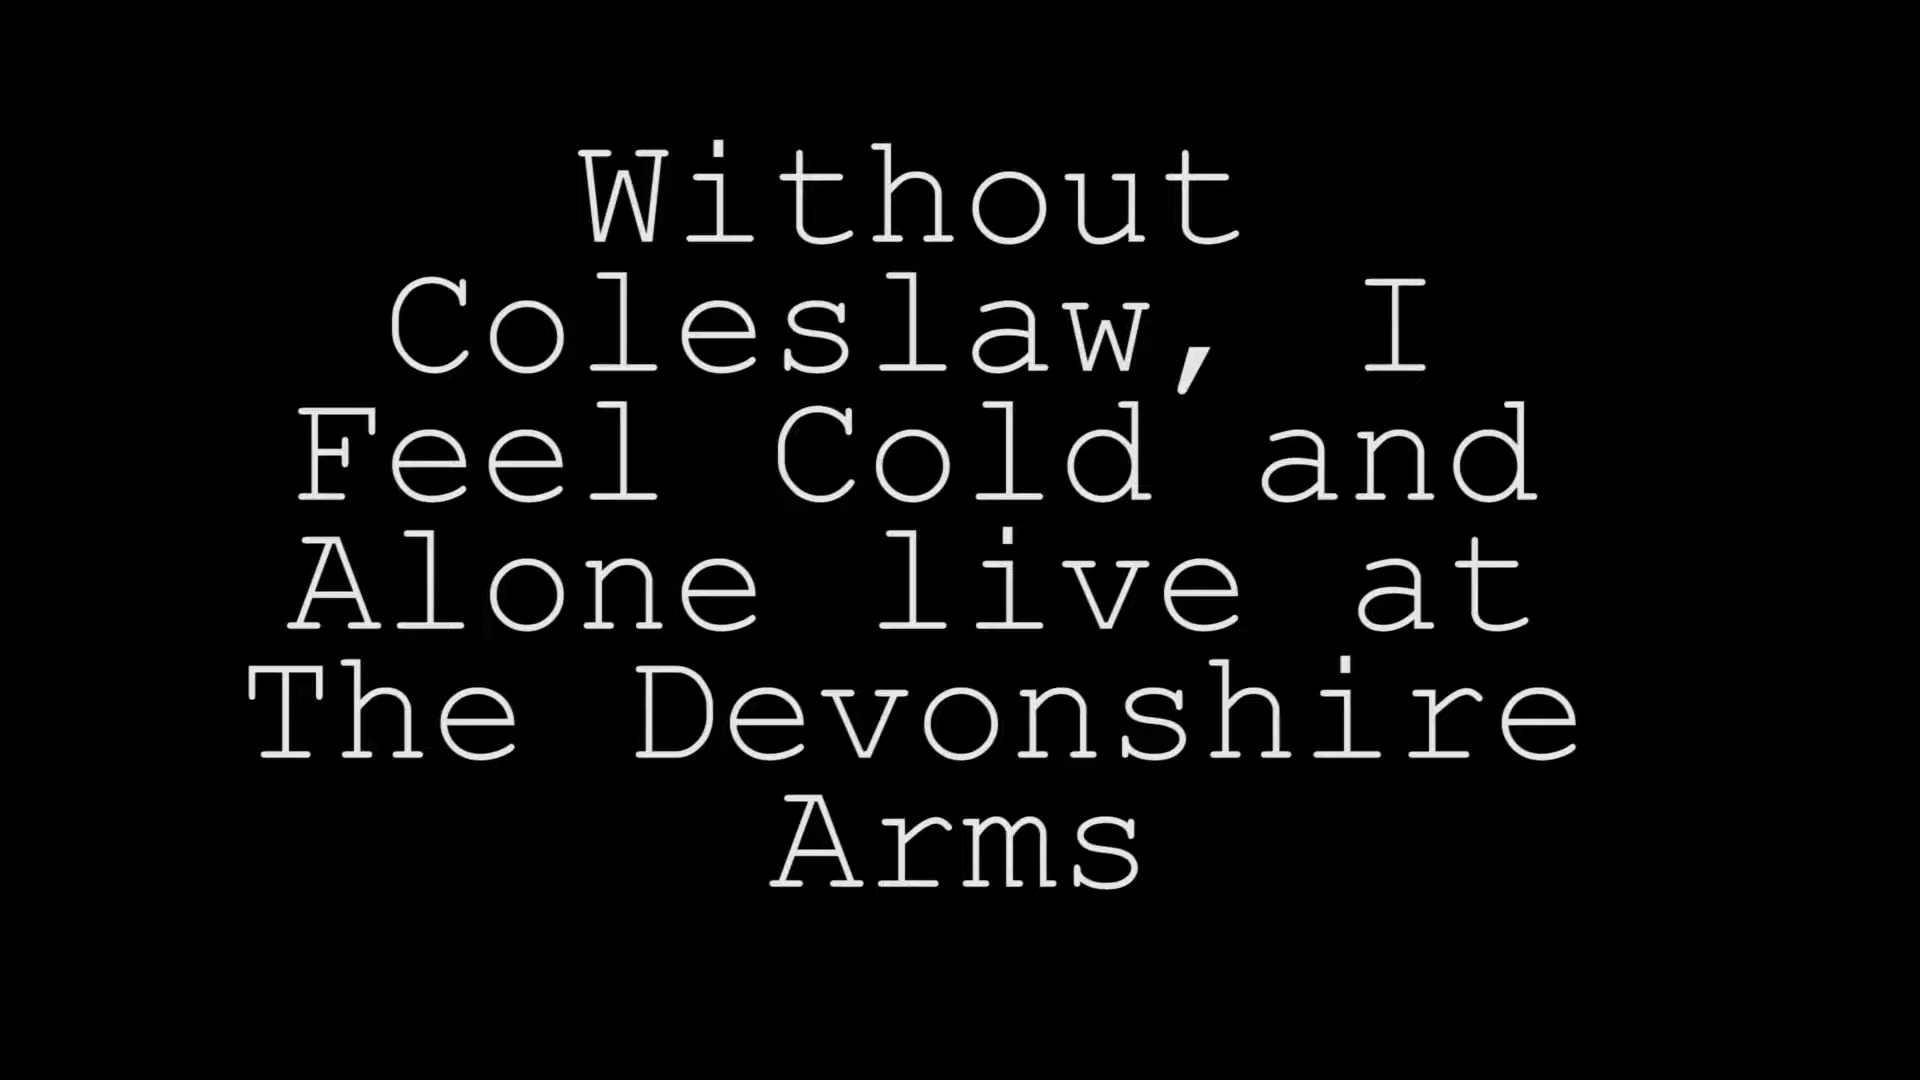 Without
Coleslaw, I
Feel Cold and
Alone live at
The Devonshire
Arms